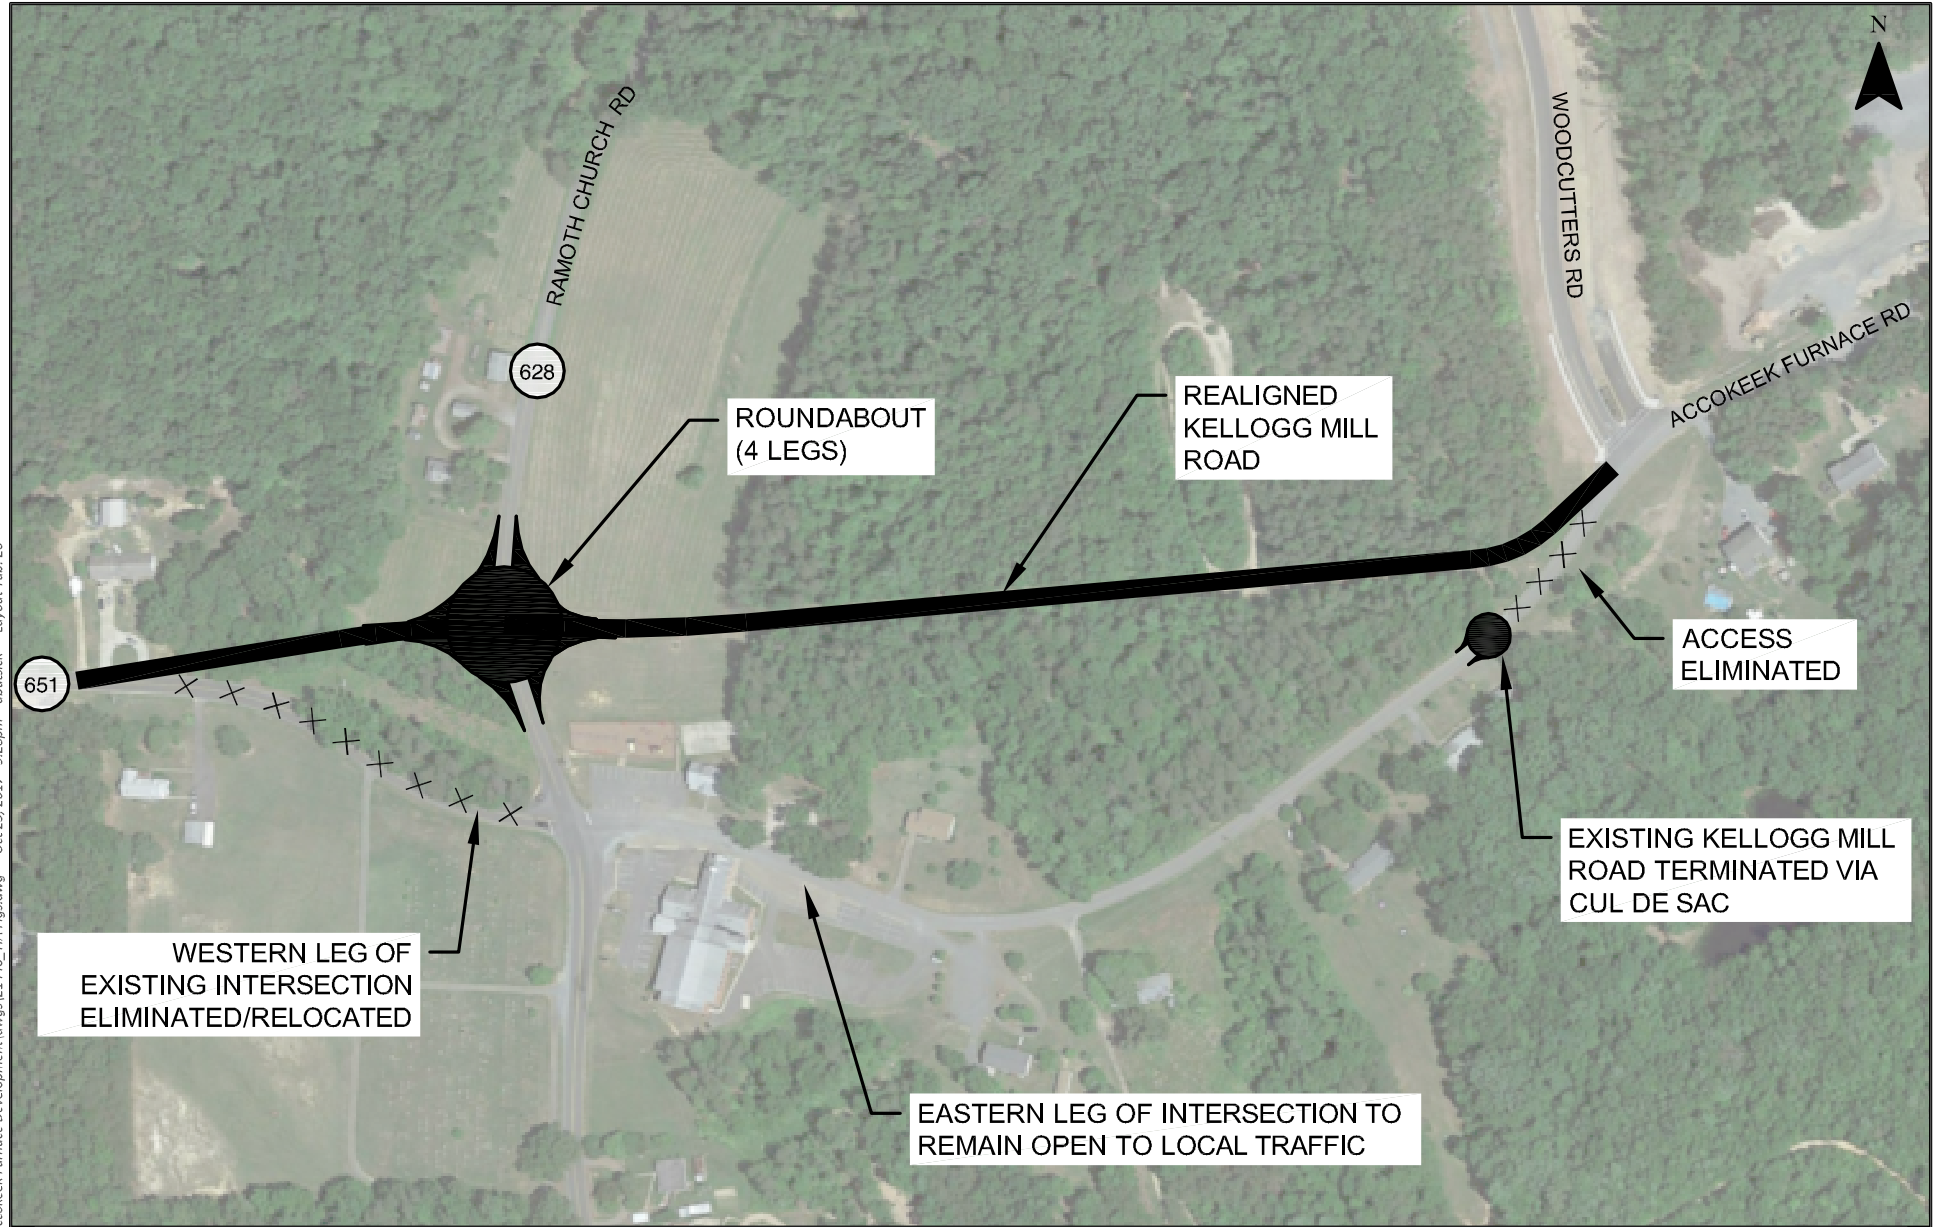 N
RAMOTH CHURCH RD
WOODCUTTERS RD
ACCOKEEK FURNACE RD
628
ROUNDABOUT
(4 LEGS)
REALIGNED
KELLOGG MILL
ROAD
651
ACCESS
ELIMINATED
EXISTING KELLOGG MILL
ROAD TERMINATED VIA
CUL DE SAC
WESTERN LEG OF
EXISTING INTERSECTION
ELIMINATED/RELOCATED
EASTERN LEG OF INTERSECTION TO
REMAIN OPEN TO LOCAL TRAFFIC